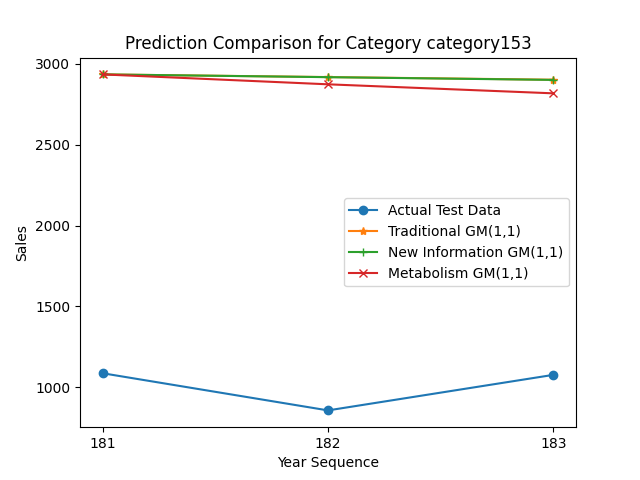 Prediction Comparison for Category category153
3000
2500
2000
1500
1000
Sales
Actual Test Data
Traditional GM(1,1)
New Information GM(1,1)
Metabolism GM(1,1)
181
182
183
Year Sequence